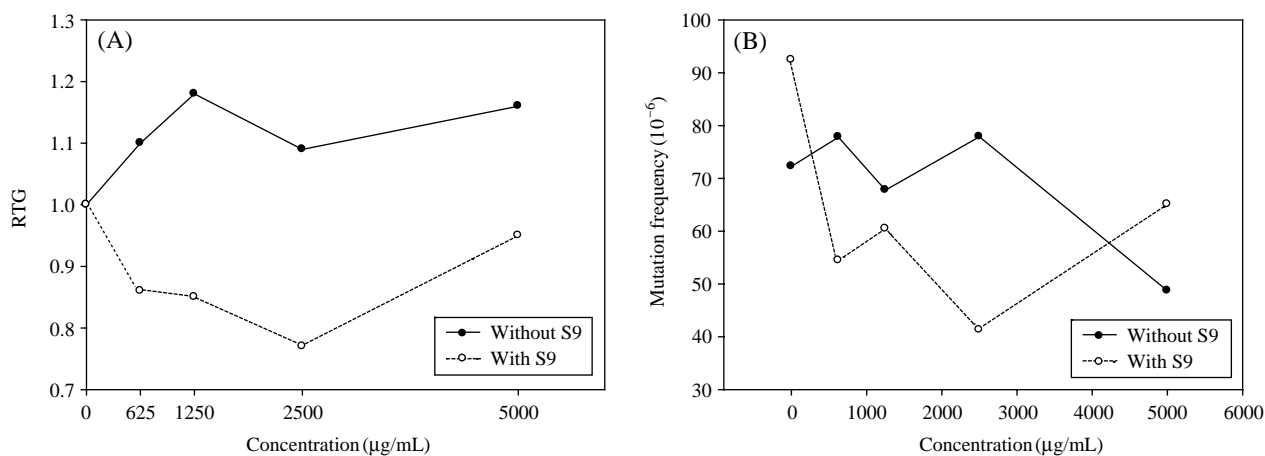 (A)
1.3
1.2
1.1
1.0
0.9
0.8
0.7
RTG
0 625 1250 2500 5000
Concentration (μg/mL)
Without S9
With S9
(B)
100
90
80
70
60
50
40
30
Mutation frequency (10⁻⁶)
0 1000 2000 3000 4000 5000 6000
Concentration (μg/mL)
Without S9
With S9